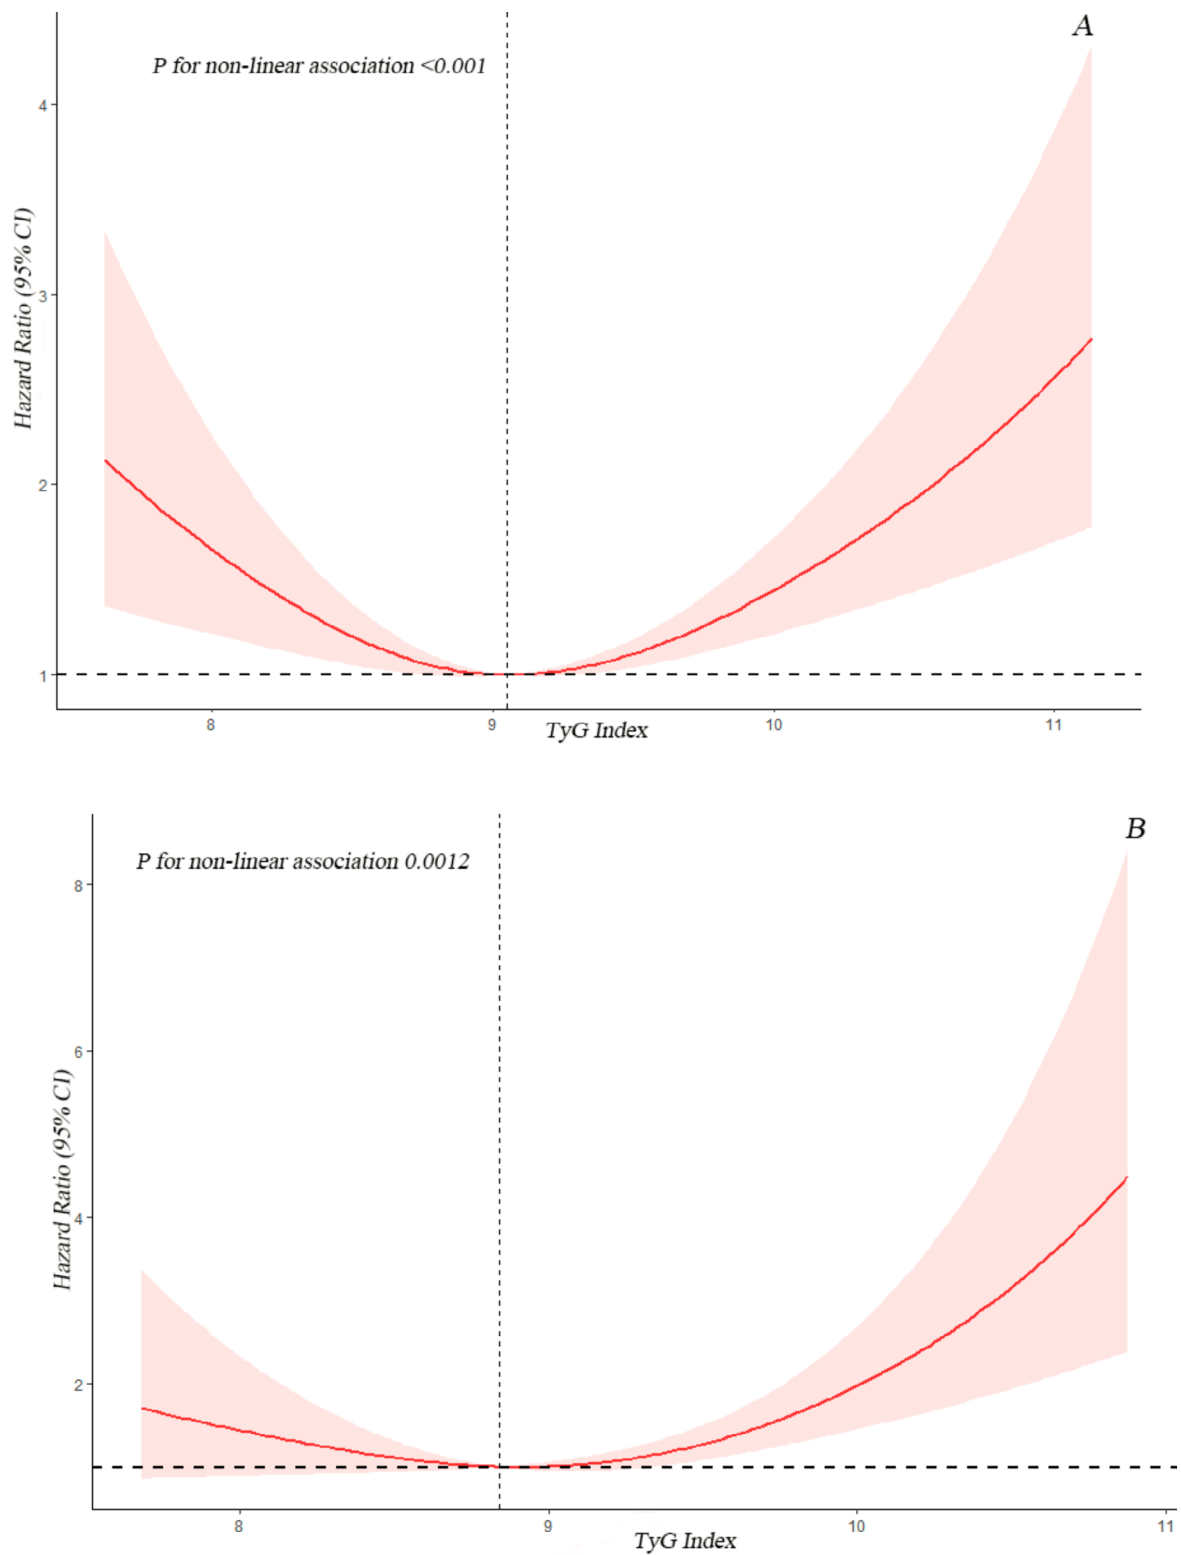 A
P for non-linear association <0.001
4
3
2
1
Hazard Ratio (95% CI)
8
9
10
11
TyG Index
B
P for non-linear association 0.0012
8
6
4
2
Hazard Ratio (95% CI)
8
9
10
11
TyG Index